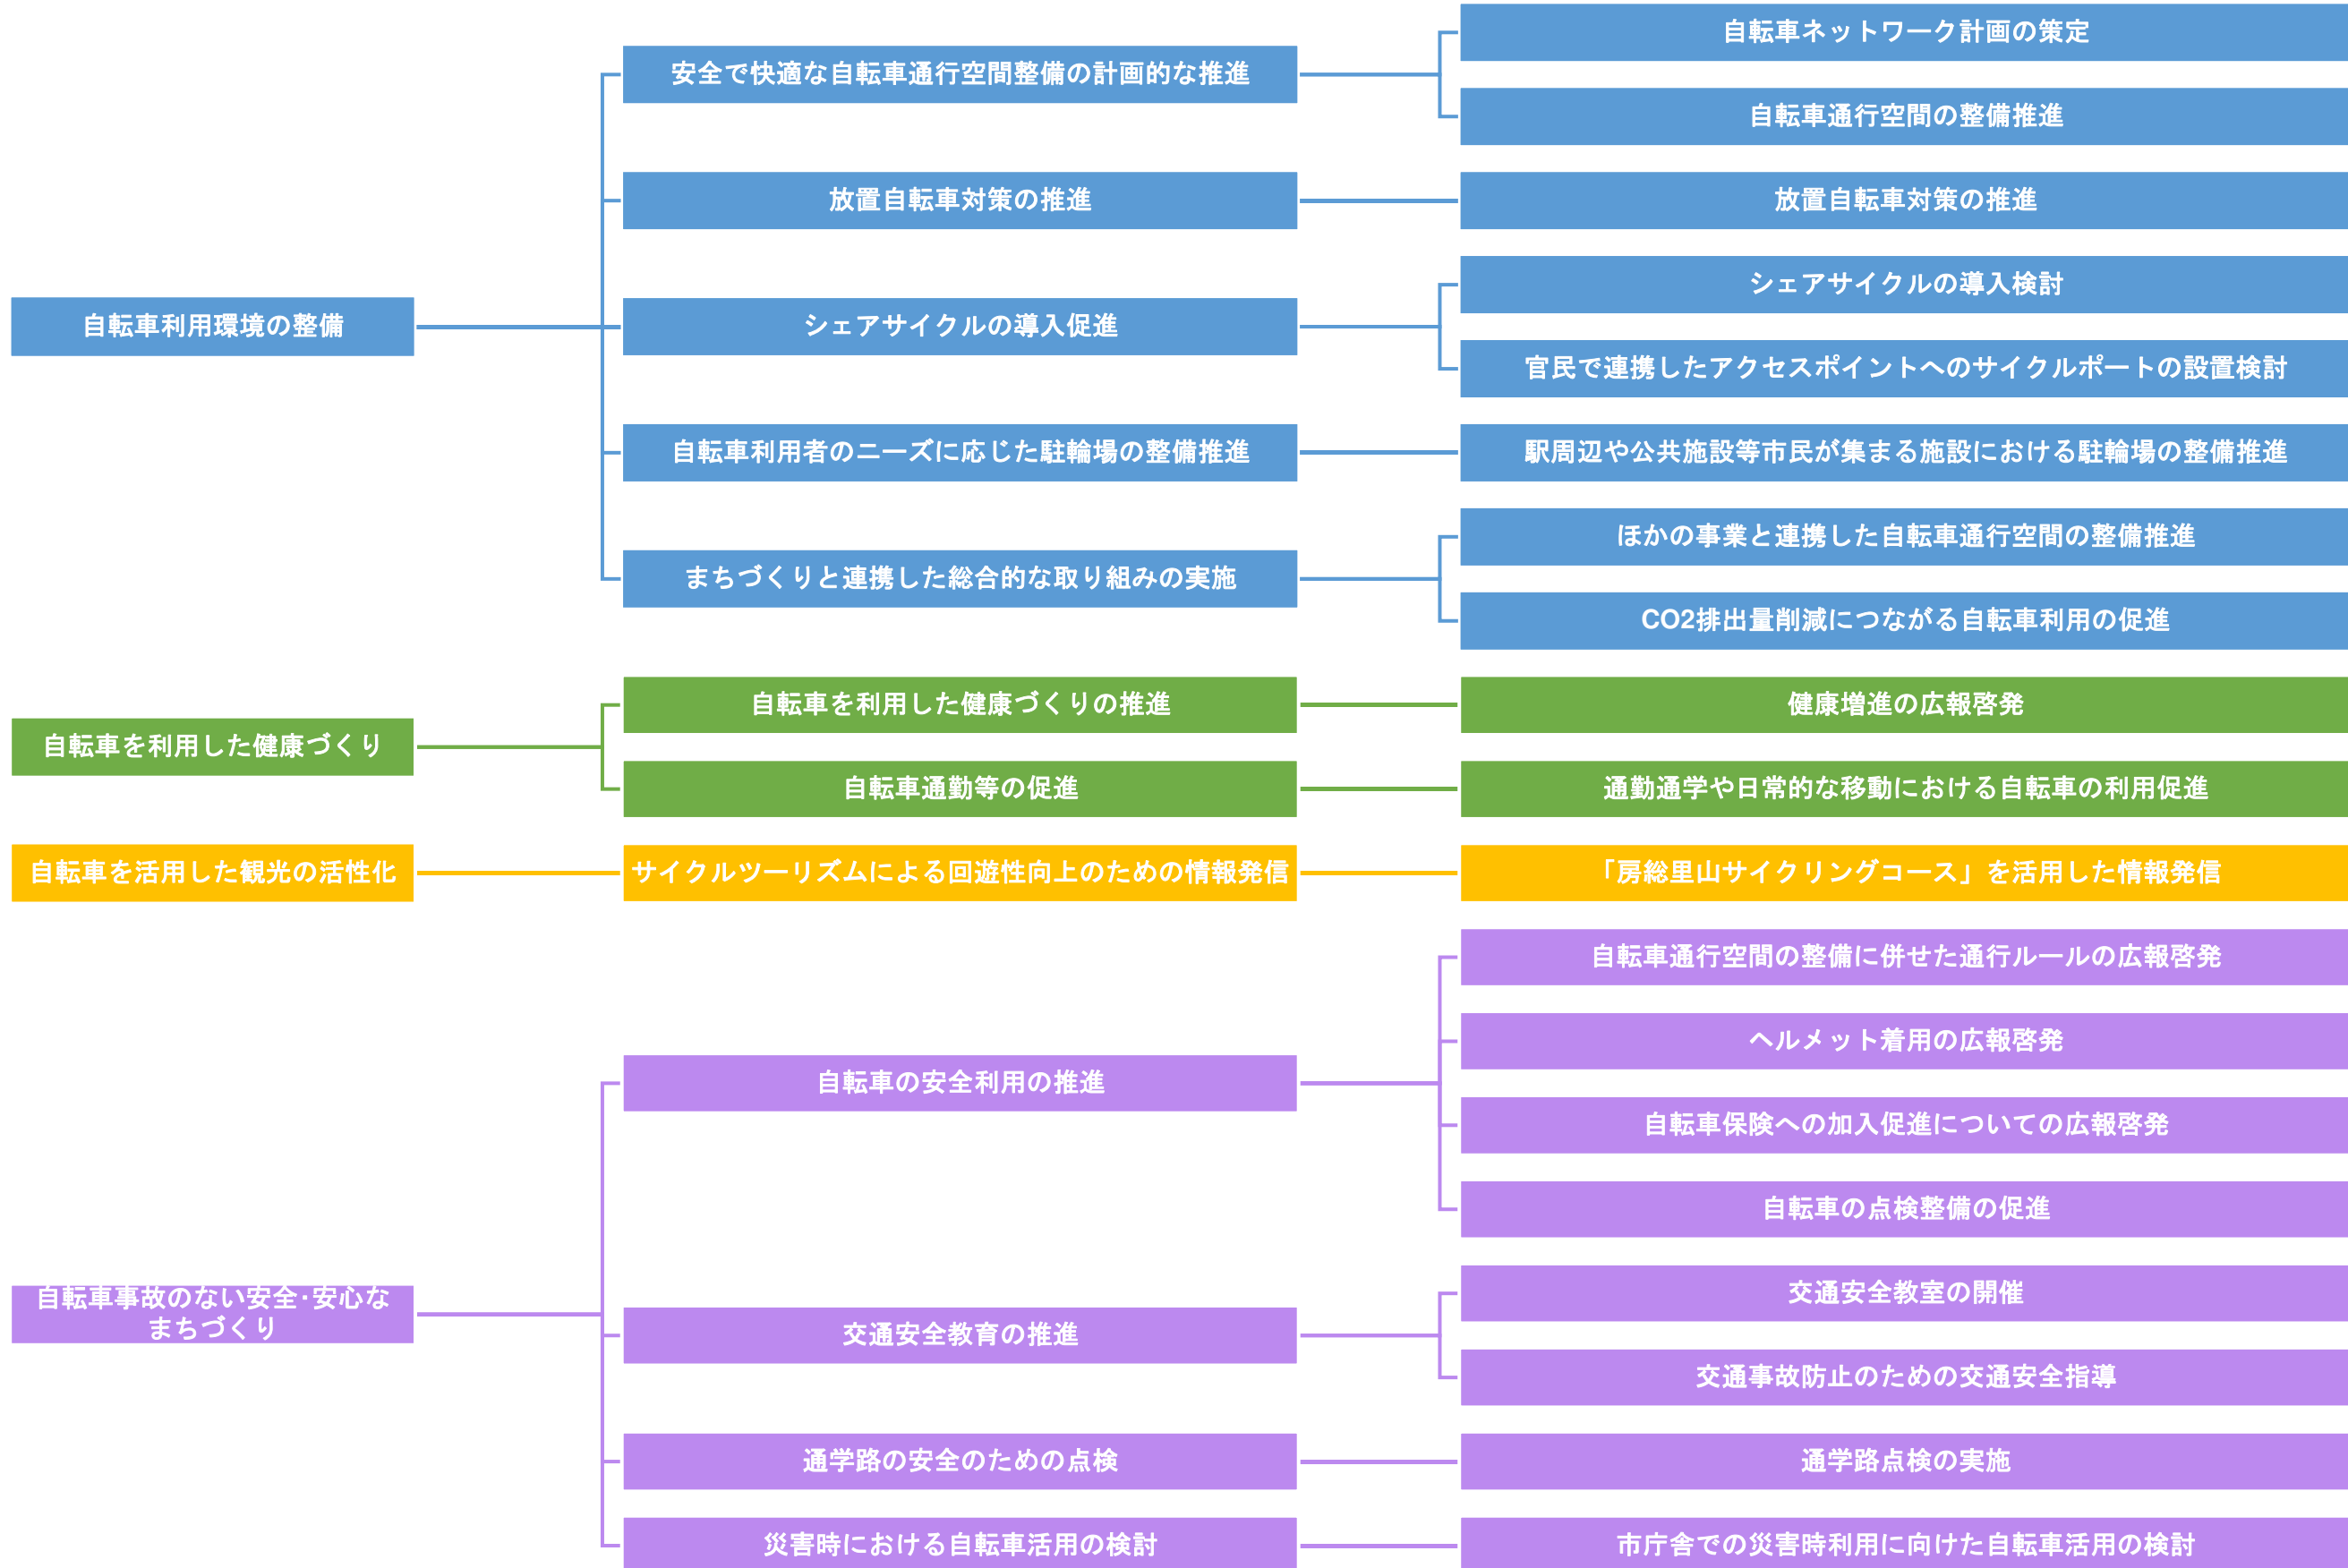 自転車利用環境の整備
安全で快適な自転車通行空間整備の計画的な推進
自転車ネットワーク計画の策定
自転車通行空間の整備推進
放置自転車対策の推進
放置自転車対策の推進
シェアサイクルの導入促進
シェアサイクルの導入検討
官民で連携したアクセスポイントへのサイクルポートの設置検討
自転車利用者のニーズに応じた駐輪場の整備推進
駅周辺や公共施設等市民が集まる施設における駐輪場の整備推進
まちづくりと連携した総合的な取り組みの実施
ほかの事業と連携した自転車通行空間の整備推進
CO2排出量削減につながる自転車利用の促進
自転車を利用した健康づくり
自転車を利用した健康づくりの推進
健康増進の広報啓発
自転車通勤等の促進
通勤通学や日常的な移動における自転車の利用促進
自転車を活用した観光の活性化
サイクルツーリズムによる回遊性向上のための情報発信
「房総里山サイクリングコース」を活用した情報発信
自転車事故のない安全・安心な
まちづくり
自転車の安全利用の推進
自転車通行空間の整備に併せた通行ルールの広報啓発
ヘルメット着用の広報啓発
自転車保険への加入促進についての広報啓発
自転車の点検整備の促進
交通安全教育の推進
交通安全教室の開催
交通事故防止のための交通安全指導
通学路の安全のための点検
通学路点検の実施
災害時における自転車活用の検討
市庁舎での災害時利用に向けた自転車活用の検討